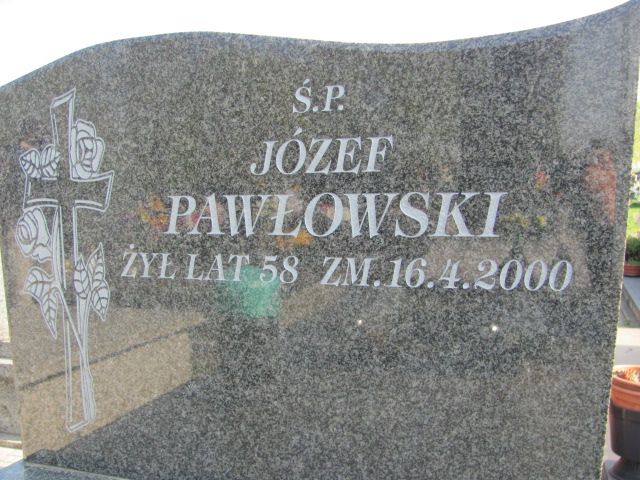 Ś.P.
JÓZEF
PAWŁOWSKI
ŻYŁ LAT 58 ZM.16.4.2000